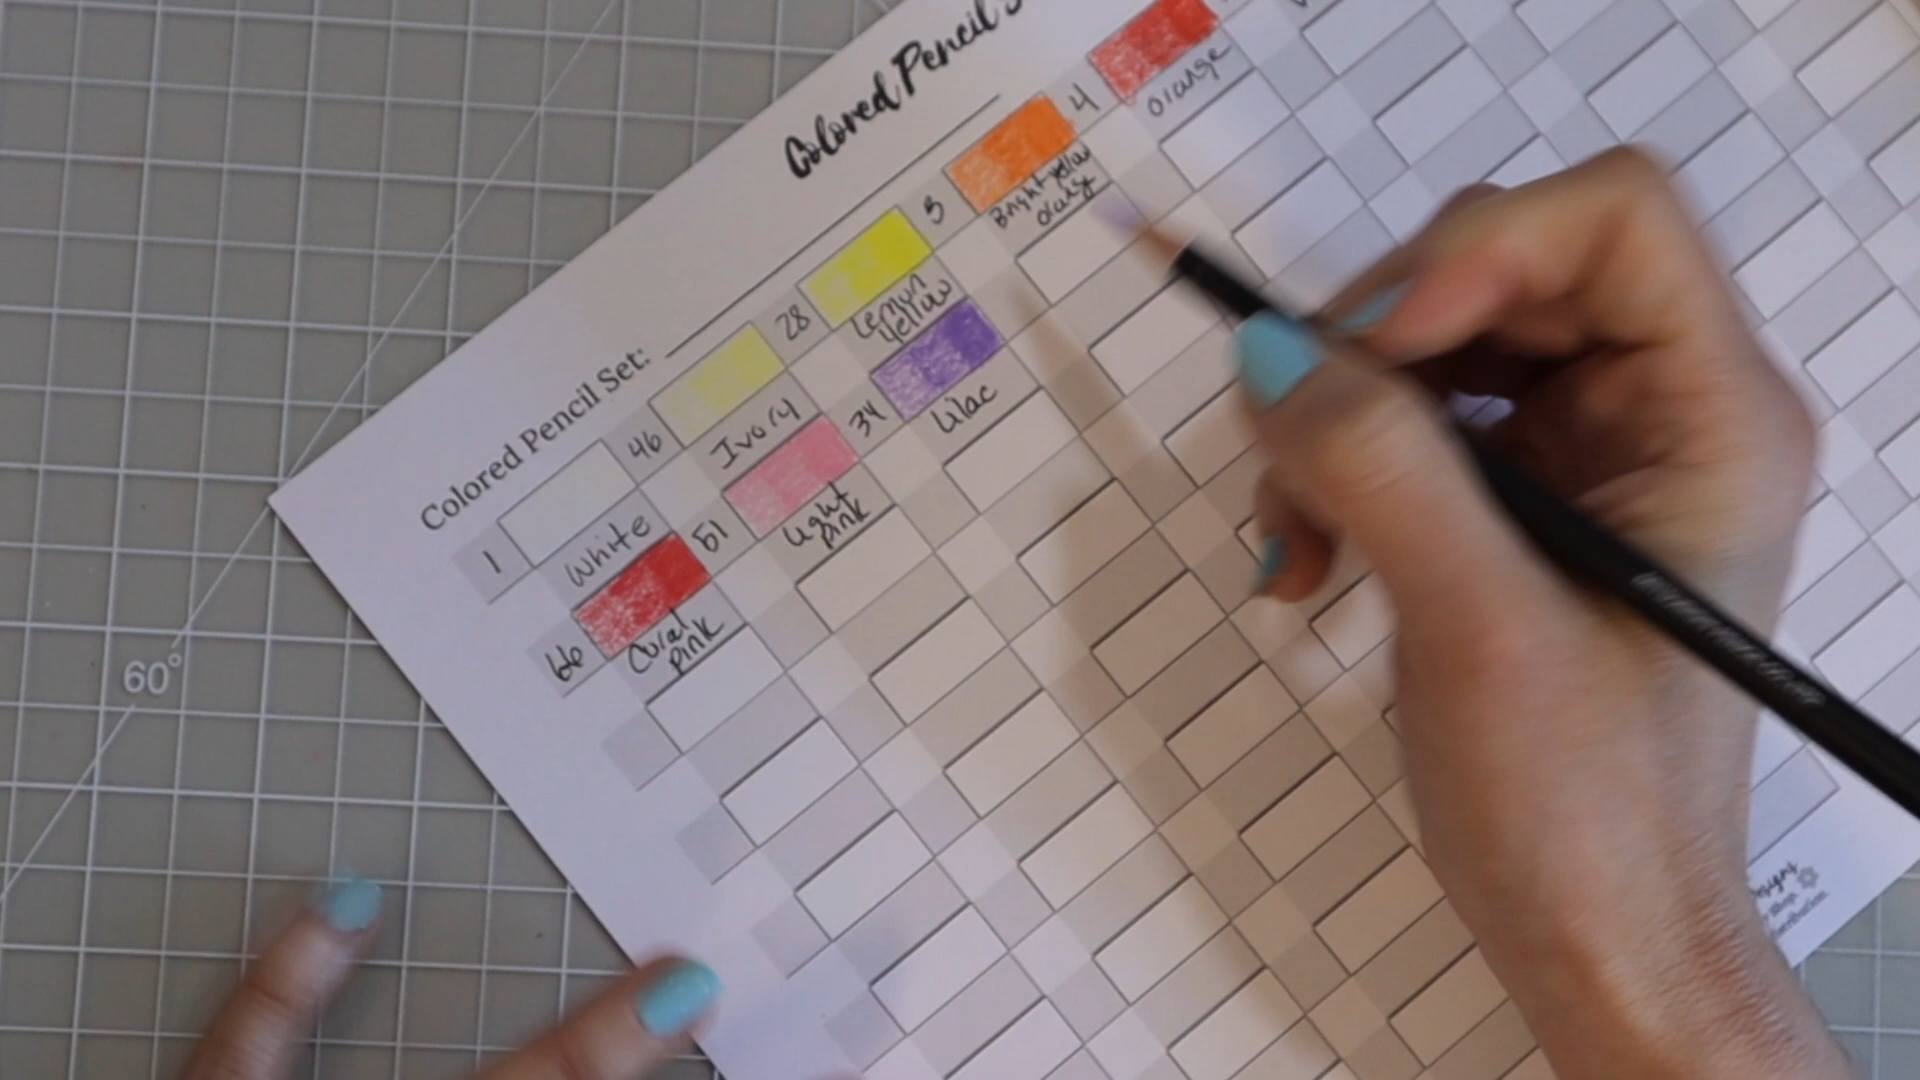 Colored Pencil
Colored Pencil Set:
1
White
46
Ivory
28
Lemon
Yellow
3
Bright yellow
orange
4
orange
66
Coral
pink
51
Light
pink
34
Lilac
60°